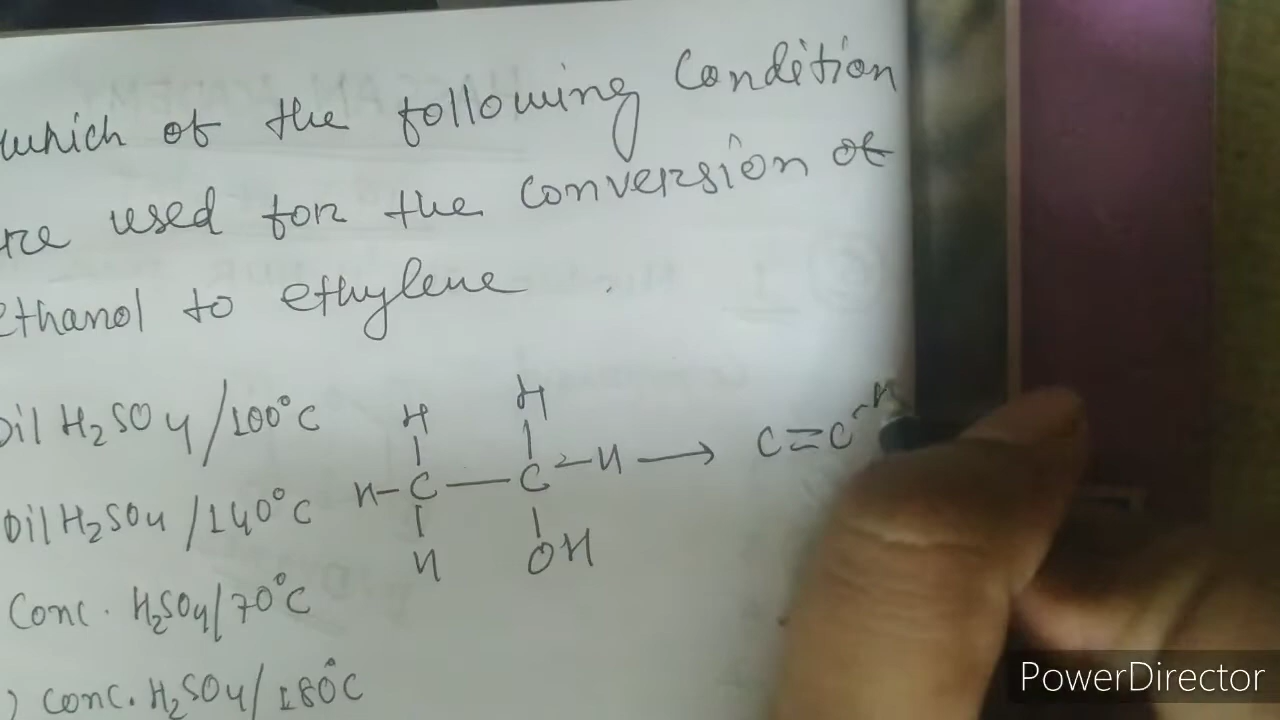 which of the following Condition
re used for the conversion of
ethanol to ethylene .
Dil H₂SO4/100°C
Dil H₂SO4/140°C
Conc. H₂SO4/70°C
) Conc. H₂SO4/180°C
H H
H-C—C-H → C=C-H
H OH
PowerDirector